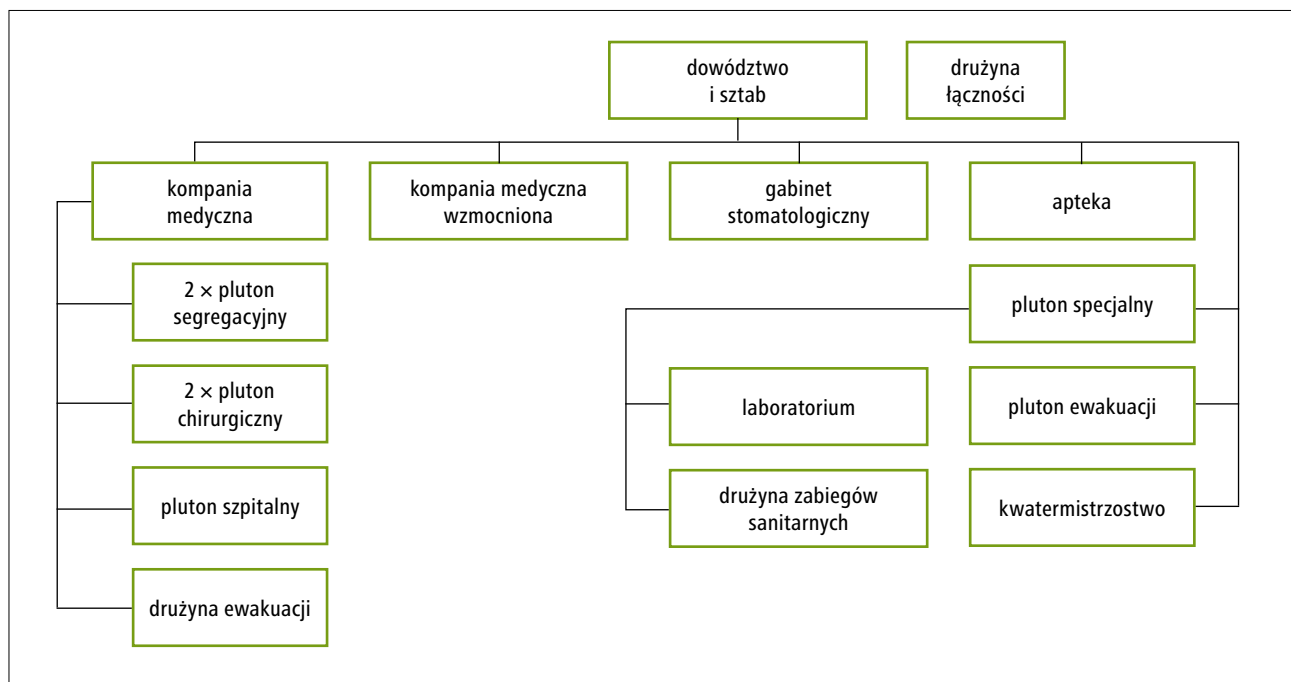 dowództwo
i sztab
drużyna
łączności
kompania
medyczna
kompania medyczna
wzmocniona
gabinet
stomatologiczny
apteka
2 × pluton
segregacyjny
pluton specjalny
2 × pluton
chirurgiczny
laboratorium
pluton ewakuacji
pluton szpitalny
drużyna zabiegów
sanitarnych
kwatermistrzostwo
drużyna ewakuacji